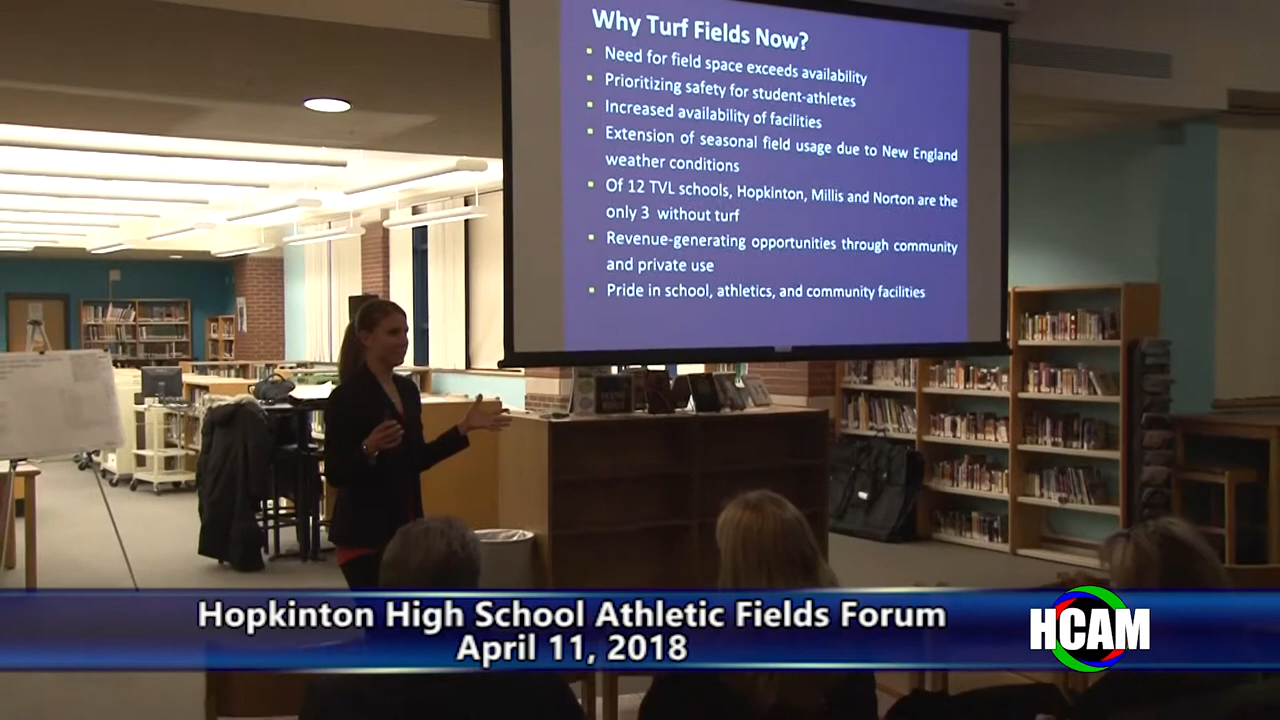 Why Turf Fields Now?
▪ Need for field space exceeds availability
▪ Prioritizing safety for student-athletes
▪ Increased availability of facilities
▪ Extension of seasonal field usage due to New England
weather conditions
▪ Of 12 TVL schools, Hopkinton, Millis and Norton are the
only 3 without turf
▪ Revenue-generating opportunities through community
and private use
▪ Pride in school, athletics, and community facilities
Hopkinton High School Athletic Fields Forum
April 11, 2018
HCAM